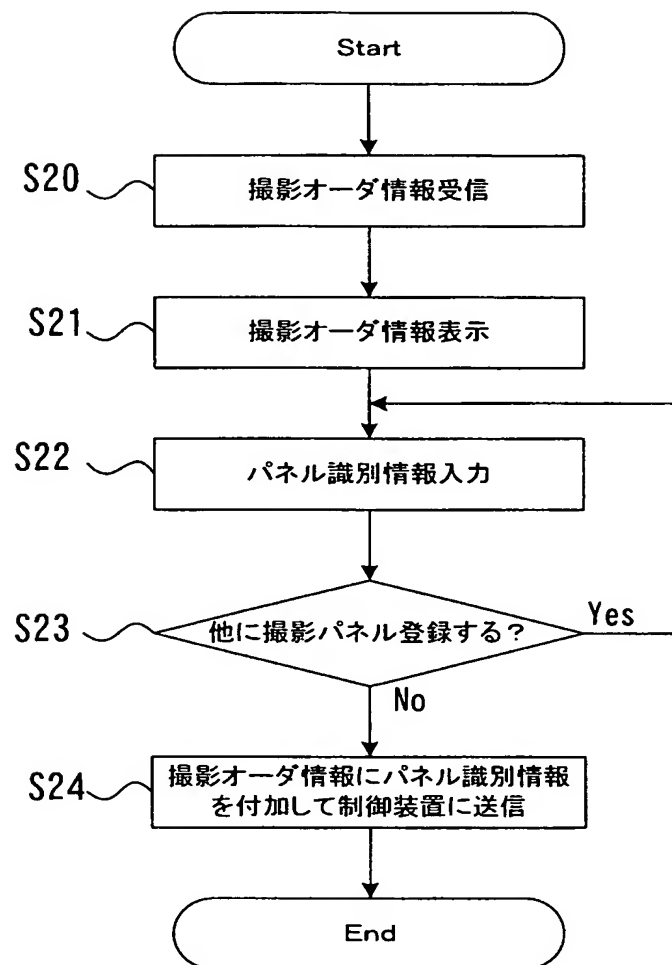 Start
S20
撮影オーダ情報受信
S21
撮影オーダ情報表示
S22
パネル識別情報入力
S23
他に撮影パネル登録する？
Yes
No
S24
撮影オーダ情報にパネル識別情報
を付加して制御装置に送信
End